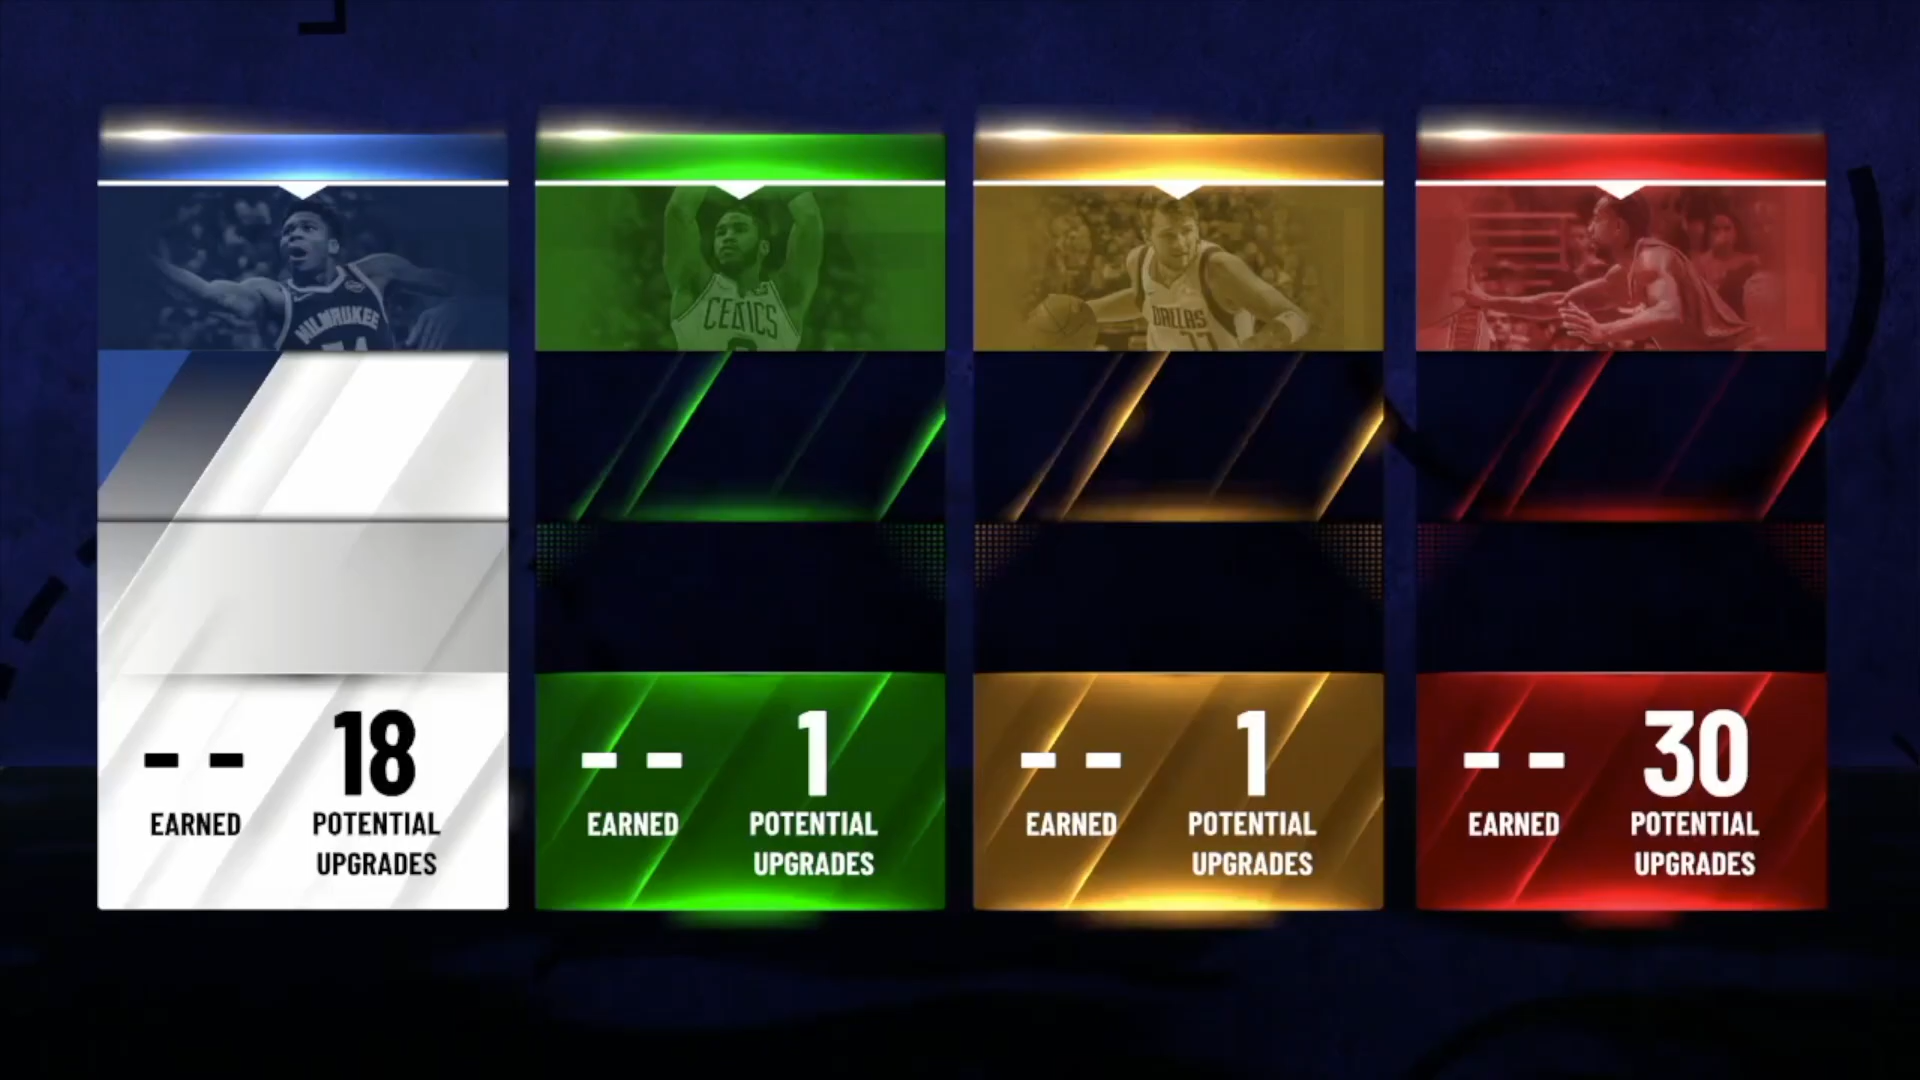 MILWAUKEE
CELTICS
DALLAS
-- 18
EARNED POTENTIAL
UPGRADES
-- 1
EARNED POTENTIAL
UPGRADES
-- 1
EARNED POTENTIAL
UPGRADES
-- 30
EARNED POTENTIAL
UPGRADES